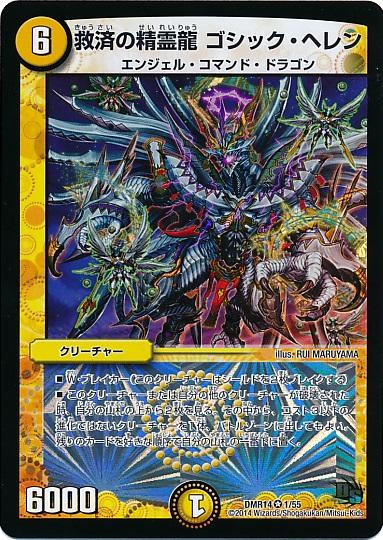 6
きゅうさい せいれいりゅう
救済の精霊龍 ゴシック・ヘレン
エンジェル・コマンド・ドラゴン
クリーチャー
illus: RUI MARUYAMA
■W・ブレイカー(このクリーチャーはシールドを2枚ブレイクする)
■このクリーチャーまたは自分の他のクリーチャーが破壊された
時、自分の山札の上から2枚を見る。その中から、コスト3以下の
進化ではないクリーチャーを1体、バトルゾーンに出してもよい。
残りのカードを好きな順序で自分の山札の一番下に置く。
6000
1
DMR14 1/55
©2014 Wizards/Shogakukan/Mitsui-Kids